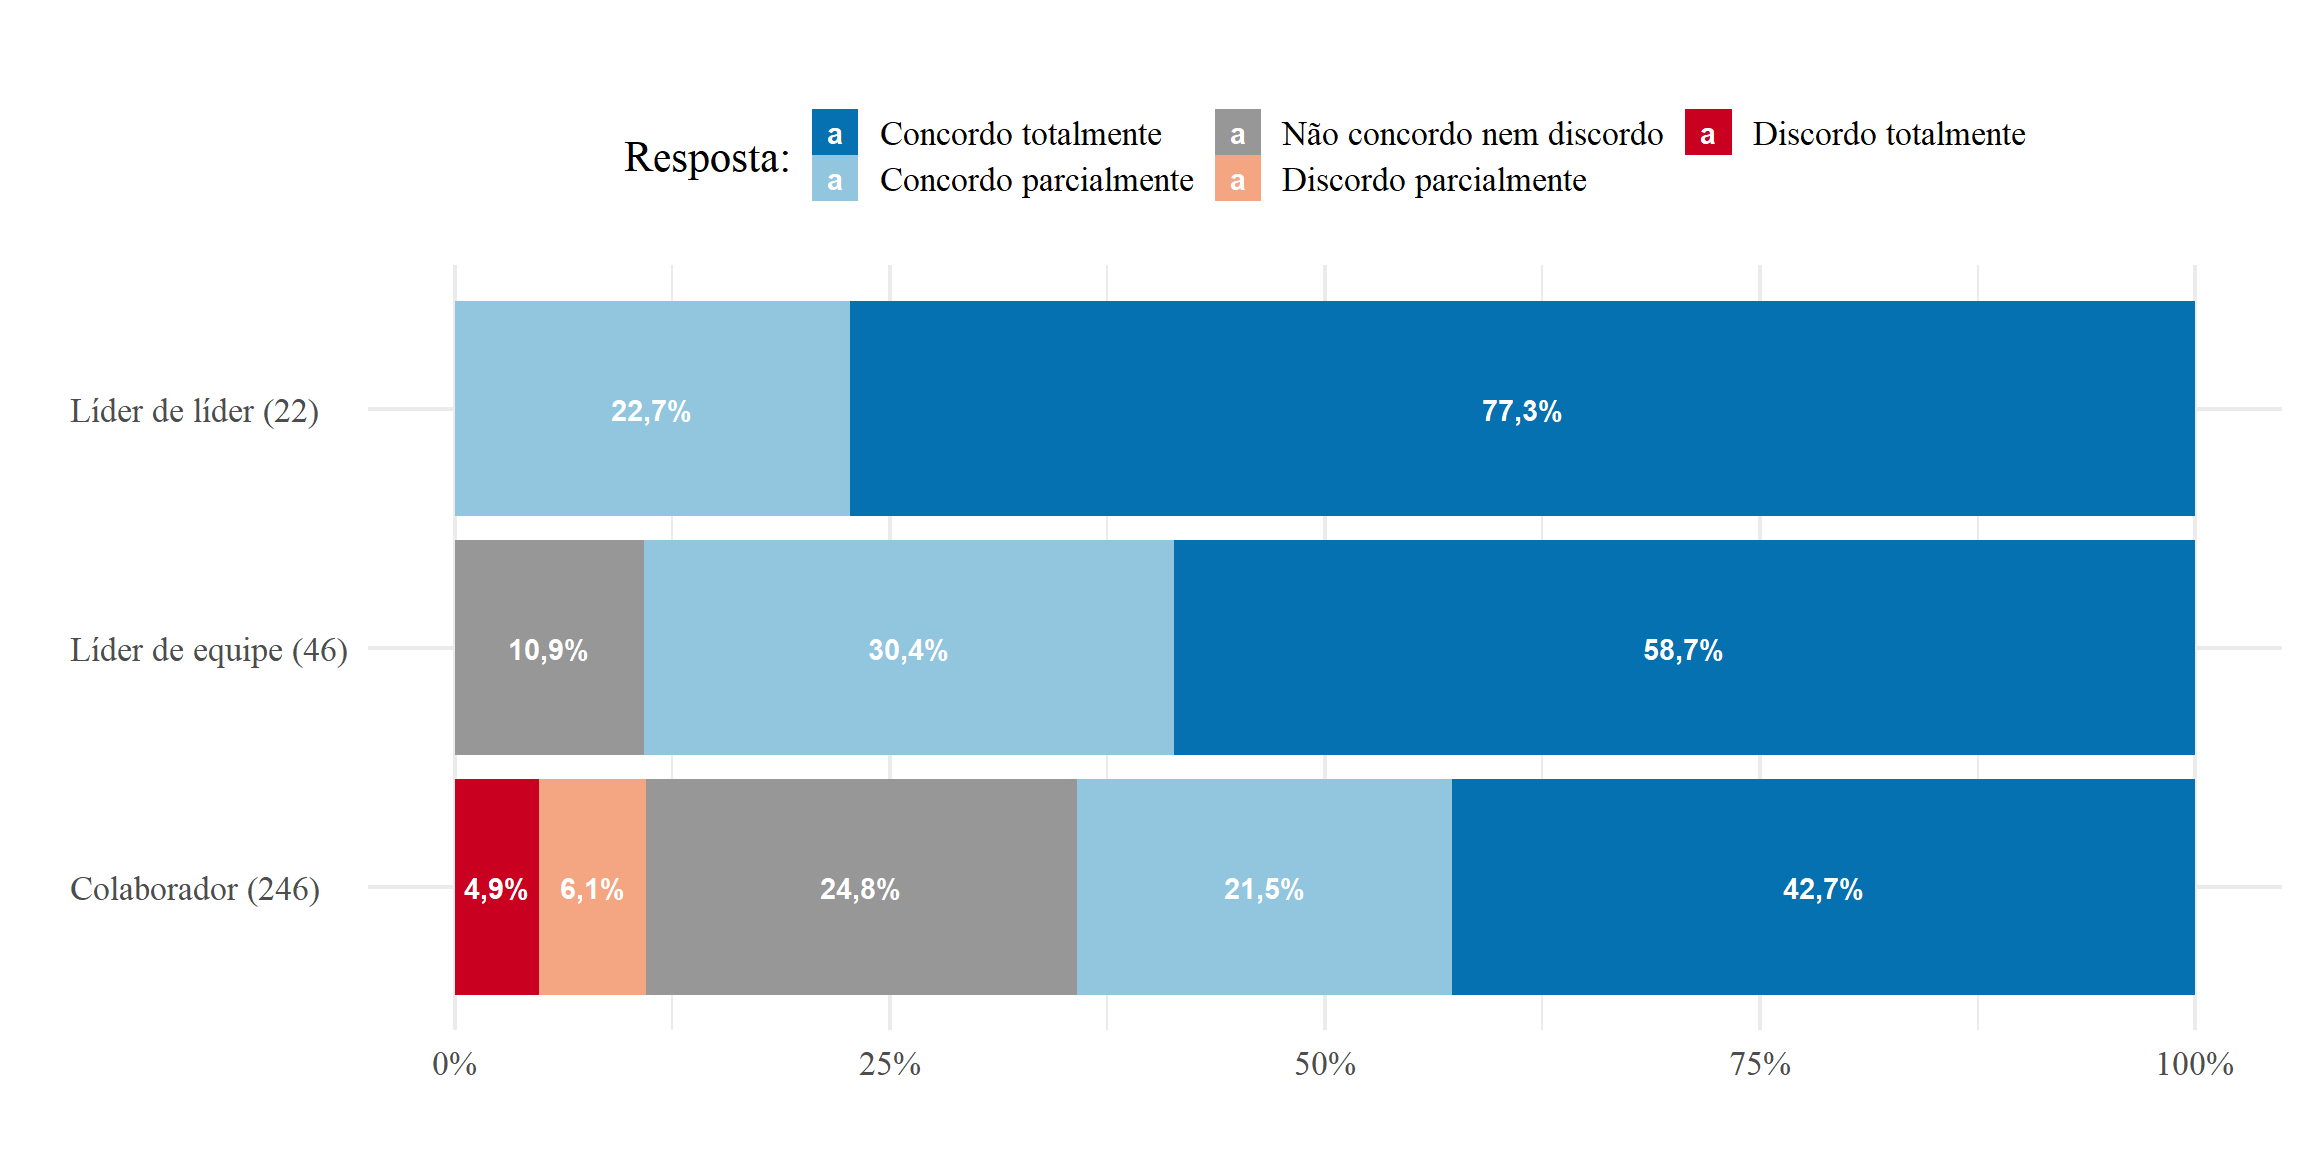 Resposta:
a Concordo totalmente
a Concordo parcialmente
a Não concordo nem discordo
a Discordo parcialmente
a Discordo totalmente
Líder de líder (22)
22,7% 77,3%
Líder de equipe (46)
10,9% 30,4% 58,7%
Colaborador (246)
4,9% 6,1% 24,8% 21,5% 42,7%
0% 25% 50% 75% 100%